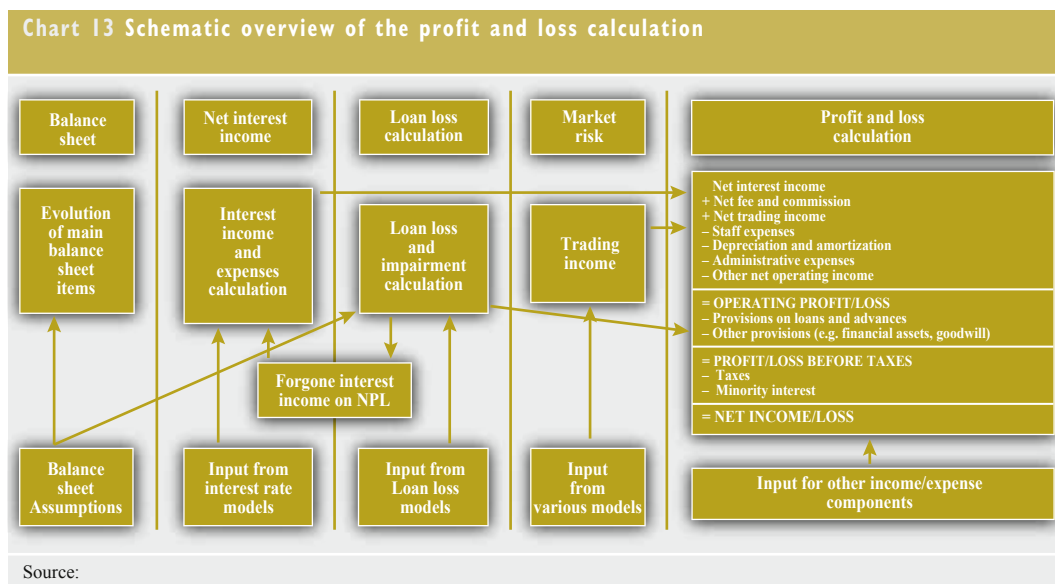 Chart 13 Schematic overview of the profit and loss calculation
Balance
sheet
Net interest
income
Loan loss
calculation
Market
risk
Profit and loss
calculation
Evolution
of main
balance
sheet
items
Interest
income
and
expenses
calculation
Loan loss
and
impairment
calculation
Trading
income
Net interest income
+ Net fee and commission
+ Net trading income
– Staff expenses
– Depreciation and amortization
– Administrative expenses
– Other net operating income
= OPERATING PROFIT/LOSS
– Provisions on loans and advances
– Other provisions (e.g. financial assets, goodwill)
= PROFIT/LOSS BEFORE TAXES
– Taxes
– Minority interest
= NET INCOME/LOSS
Forgone interest
income on NPL
Balance
sheet
Assumptions
Input from
interest rate
models
Input from
Loan loss
models
Input
from
various models
Input for other income/expense
components
Source: